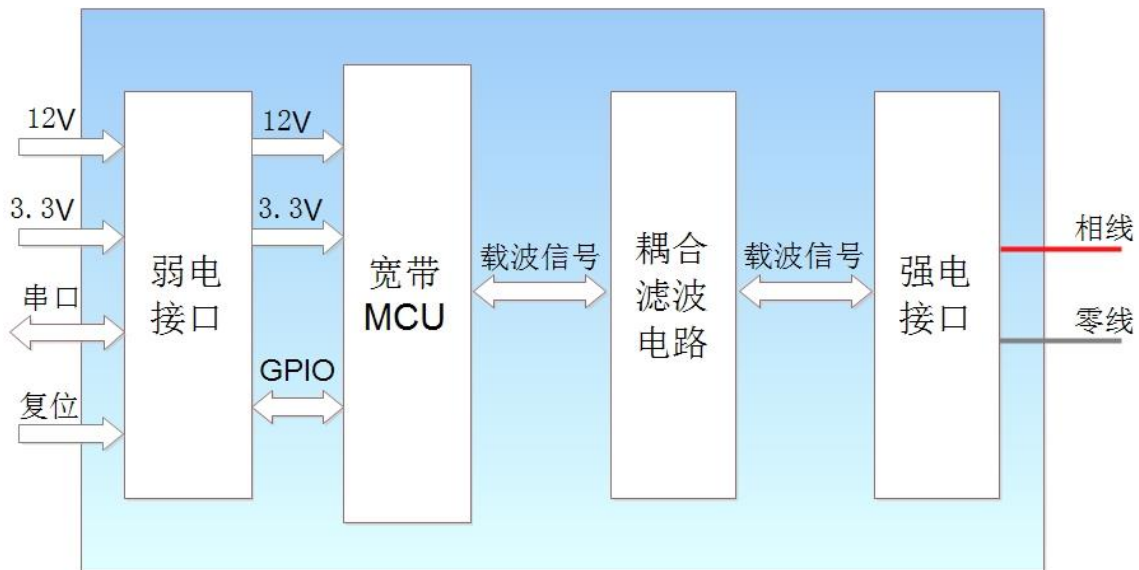 12V
3.3V
串口
复位
弱电
接口
12V
3.3V
GPIO
宽带
MCU
载波信号
耦合
滤波
电路
载波信号
强电
接口
相线
零线